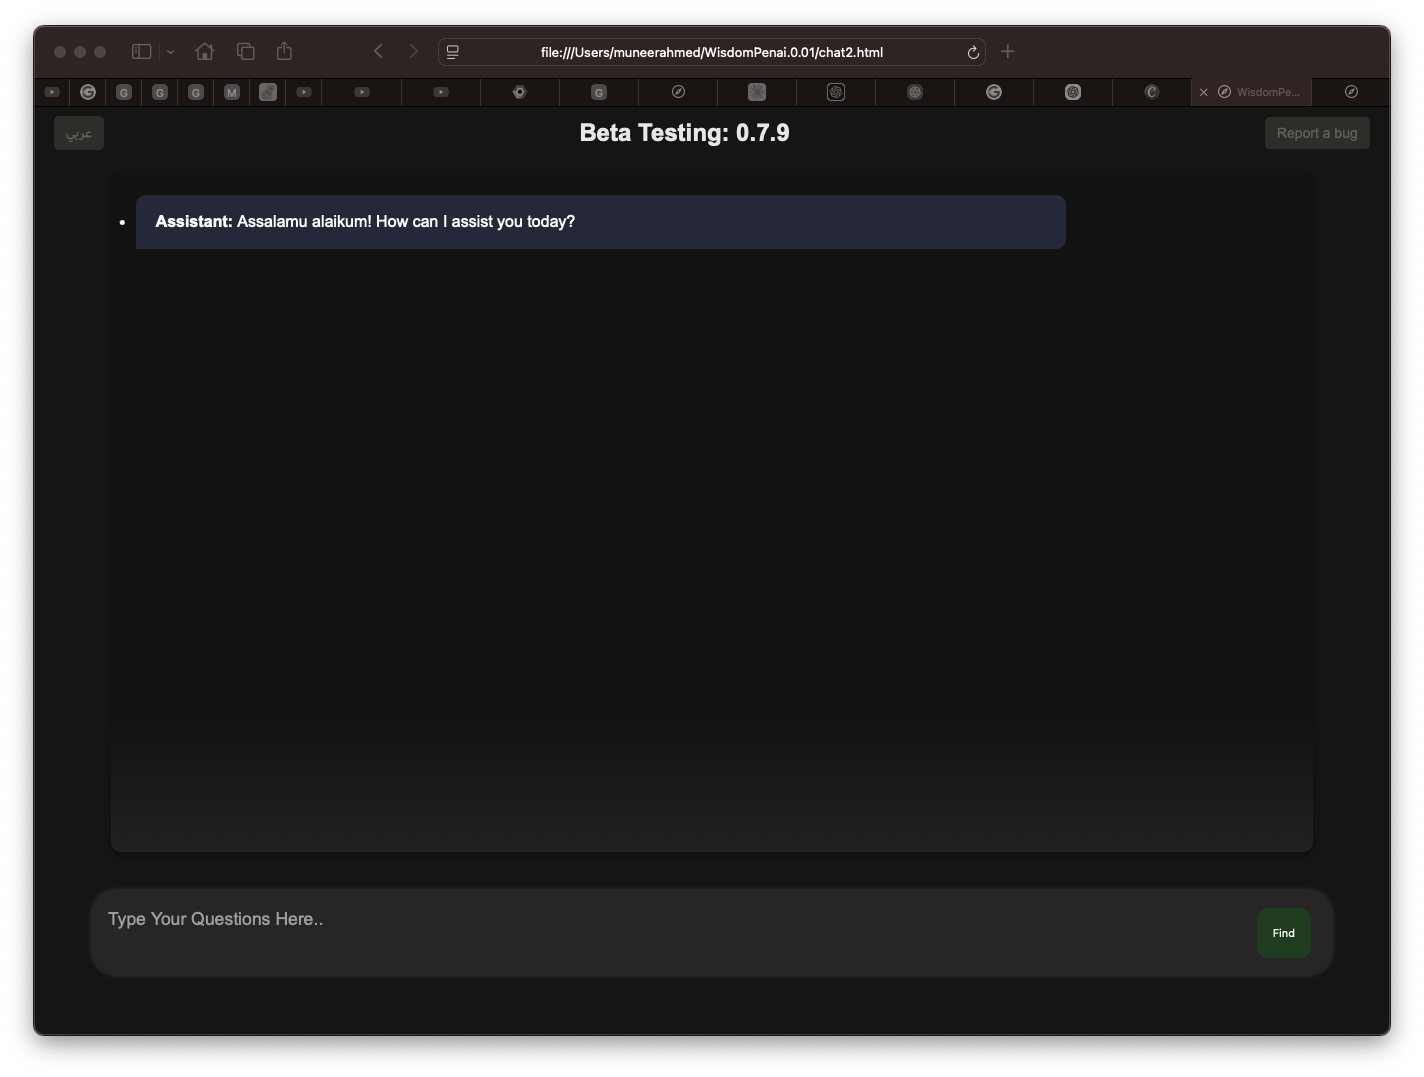 file:///Users/muneerahmed/WisdomPenai.0.01/chat2.html
G
G
G
G
M
G
G
C
WisdomPe...
عربي
Beta Testing: 0.7.9
Report a bug
• Assistant: Assalamu alaikum! How can I assist you today?
Type Your Questions Here..
Find